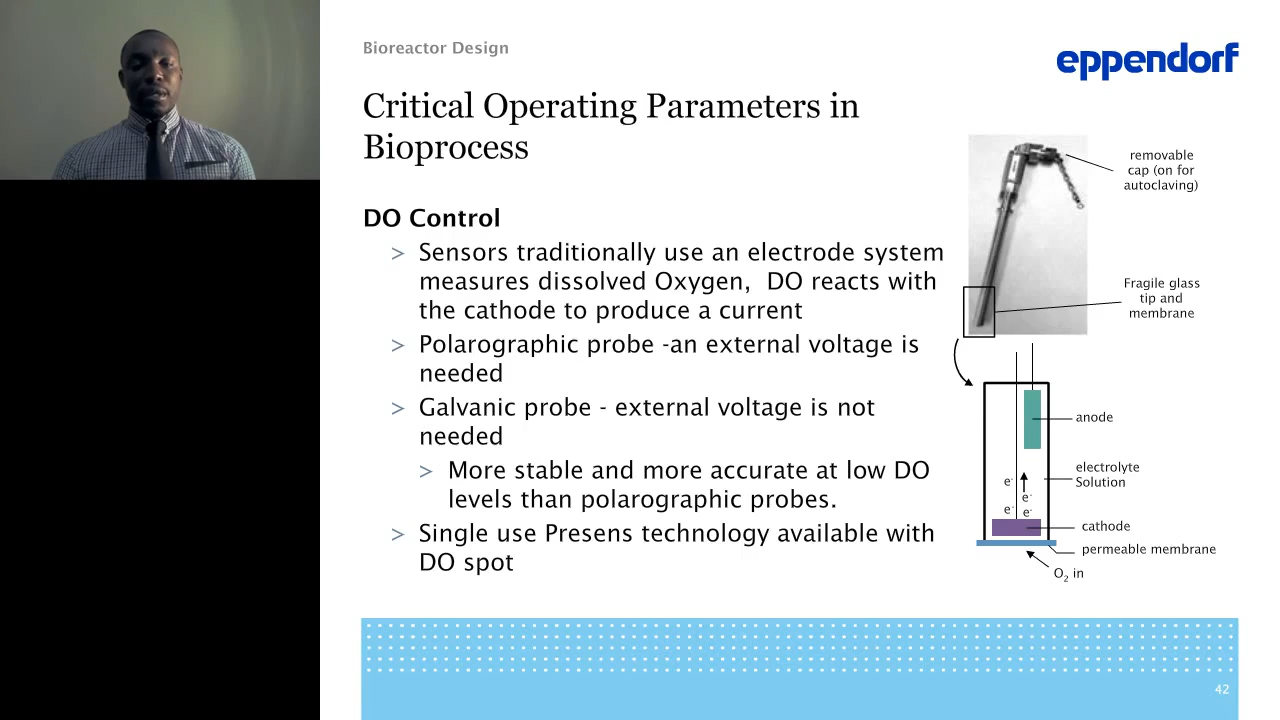 Bioreactor Design
eppendorf
Critical Operating Parameters in
Bioprocess
DO Control
> Sensors traditionally use an electrode system
measures dissolved Oxygen,  DO reacts with
the cathode to produce a current
> Polarographic probe -an external voltage is
needed
> Galvanic probe - external voltage is not
needed
> More stable and more accurate at low DO
levels than polarographic probes.
> Single use Presens technology available with
DO spot
removable
cap (on for
autoclaving)
Fragile glass
tip and
membrane
anode
electrolyte
Solution
e-
e-
e-
e-
cathode
permeable membrane
O2 in
42